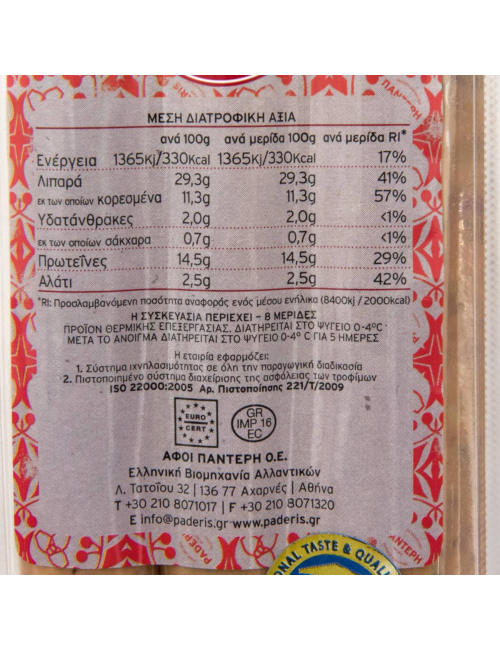 ΠΑΝΤΕΡΗ
ΜΕΣΗ ΔΙΑΤΡΟΦΙΚΗ ΑΞΙΑ
ανά 100g ανά μερίδα 100g ανά μερίδα RI*
Ενέργεια 1365Kj/330Kcal 1365Kj/330Kcal 17%
Λιπαρά 29,3g 29,3g 41%
εκ των οποίων κορεσμένα 11,3g 11,3g 57%
Υδατάνθρακες 2,0g 2,0g <1%
εκ των οποίων σάκχαρα 0,7g 0,7g <1%
Πρωτεΐνες 14,5g 14,5g 29%
Αλάτι 2,5g 2,5g 42%
*RI: Προσλαμβανόμενη ποσότητα αναφοράς ενός μέσου ενήλικα (8400kj / 2000kcal)
Η ΣΥΣΚΕΥΑΣΙΑ ΠΕΡΙΕΧΕΙ – 8 ΜΕΡΙΔΕΣ
ΠΡΟΪΟΝ ΘΕΡΜΙΚΗΣ ΕΠΕΞΕΡΓΑΣΙΑΣ. ΔΙΑΤΗΡΕΙΤΑΙ ΣΤΟ ΨΥΓΕΙΟ 0-4°C
ΜΕΤΑ ΤΟ ΑΝΟΙΓΜΑ ΔΙΑΤΗΡΕΙΤΑΙ ΣΤΟ ΨΥΓΕΙΟ 0-4° C ΓΙΑ 5 ΗΜΕΡΕΣ
Η εταιρία εφαρμόζει:
1. Σύστημα ιχνηλασιμότητας σε όλη την παραγωγική διαδικασία
2. Πιστοποιημένο σύστημα διαχείρισης της ασφάλειας των τροφίμων
ISO 22000:2005 Αρ. Πιστοποίησης 221/Τ/2009
EURO
CERT
GR
IMP 16
EC
ΑΦΟΙ ΠΑΝΤΕΡΗ Ο.Ε.
Ελληνική Βιομηχανία Αλλαντικών
Λ. Τατοΐου 32 | 136 77 Αχαρνές | Αθήνα
T +30 210 8071017 | F +30 210 8071320
E info@paderis.gr www.paderis.gr
PADERIS
ΠΑΝΤΕΡΗ
TASTE & QUAL